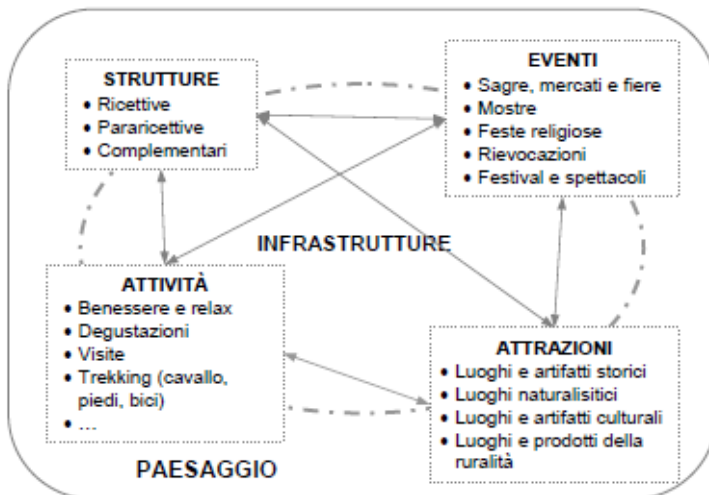 STRUTTURE
• Ricettive
• Pararicettive
• Complementari
EVENTI
• Sagre, mercati e fiere
• Mostre
• Feste religiose
• Rievocazioni
• Festival e spettacoli
INFRASTRUTTURE
ATTIVITÀ
• Benessere e relax
• Degustazioni
• Visite
• Trekking (cavallo,
piedi, bici)
• ...
ATTRAZIONI
• Luoghi e artifatti storici
• Luoghi naturalisitici
• Luoghi e artifatti culturali
• Luoghi e prodotti della
ruralità
PAESAGGIO